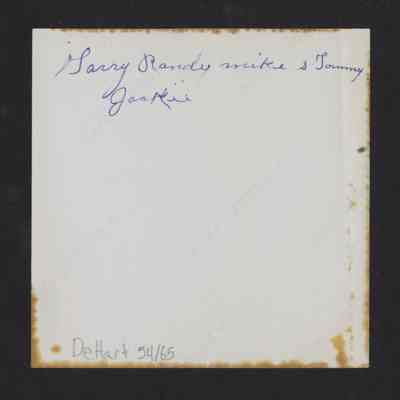 Garry Randy mike & Tommy
Jackie
DeHart 54/65